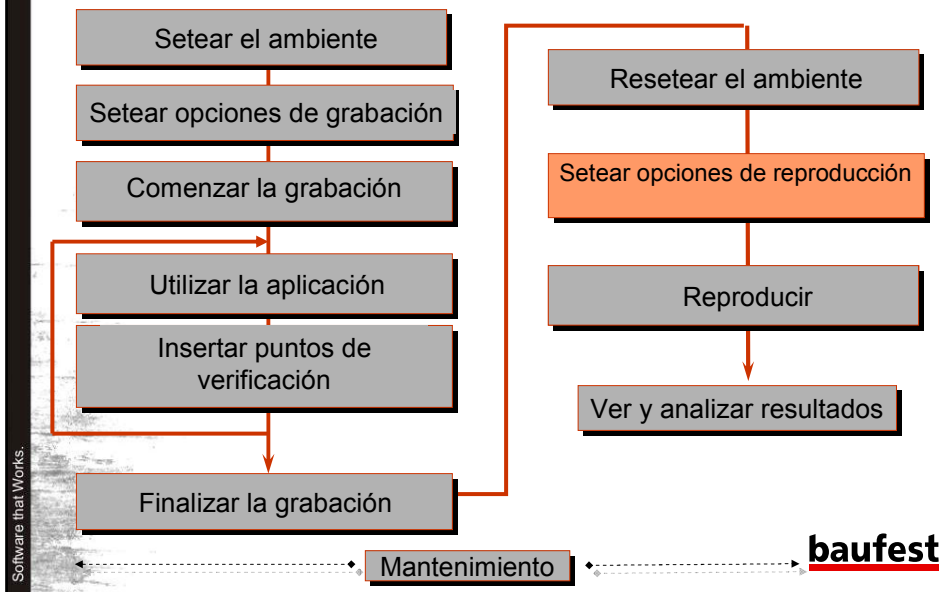 Setear el ambiente
Setear opciones de grabación
Comenzar la grabación
Utilizar la aplicación
Insertar puntos de
verificación
Finalizar la grabación
Resetear el ambiente
Setear opciones de reproducción
Reproducir
Ver y analizar resultados
Mantenimiento
baufest
Software that Works.